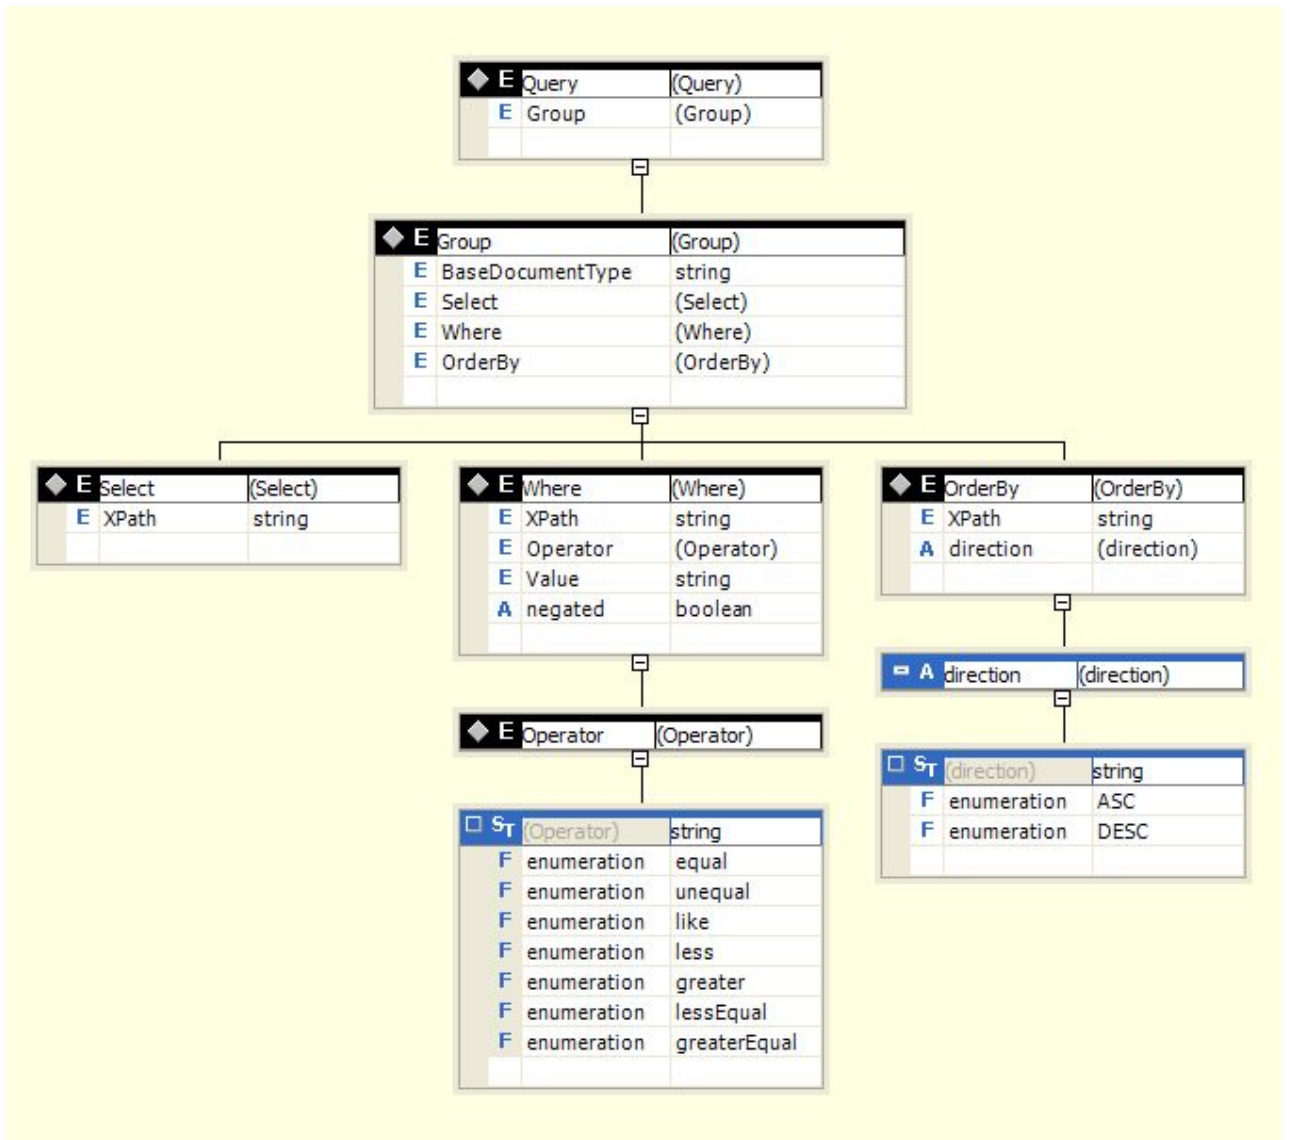 E Query (Query)
E Group (Group)
E Group (Group)
E BaseDocumentType string
E Select (Select)
E Where (Where)
E OrderBy (OrderBy)
E Select (Select)
E XPath string
E Where (Where)
E XPath string
E Operator (Operator)
E Value string
A negated boolean
E Operator (Operator)
ST (Operator) string
F enumeration equal
F enumeration unequal
F enumeration like
F enumeration less
F enumeration greater
F enumeration lessEqual
F enumeration greaterEqual
E OrderBy (OrderBy)
E XPath string
A direction (direction)
A direction (direction)
ST (direction) string
F enumeration ASC
F enumeration DESC